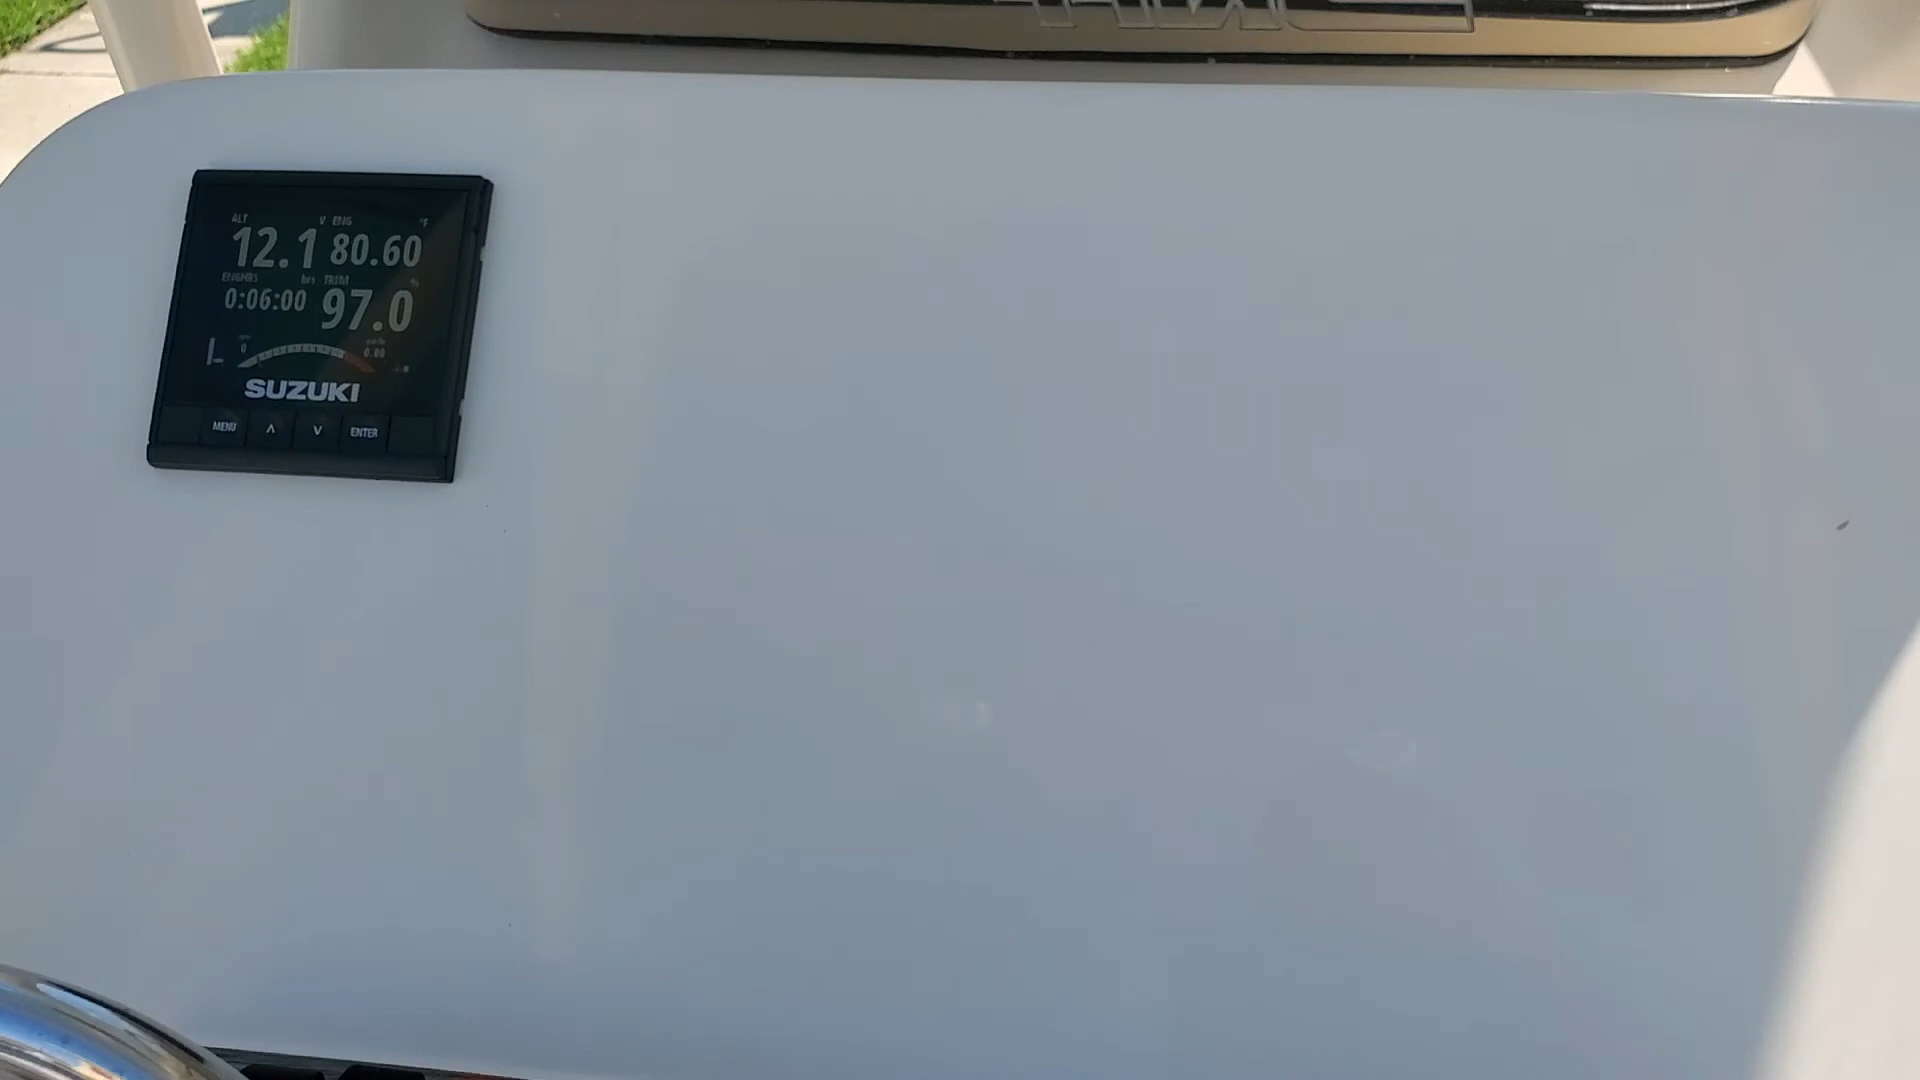 ALT V ENG °F
12.1 80.60
ENGHRS hrs TRIM %
0:06:00 97.0
0 0.00
SUZUKI
MENU ∧ ∨ ENTER